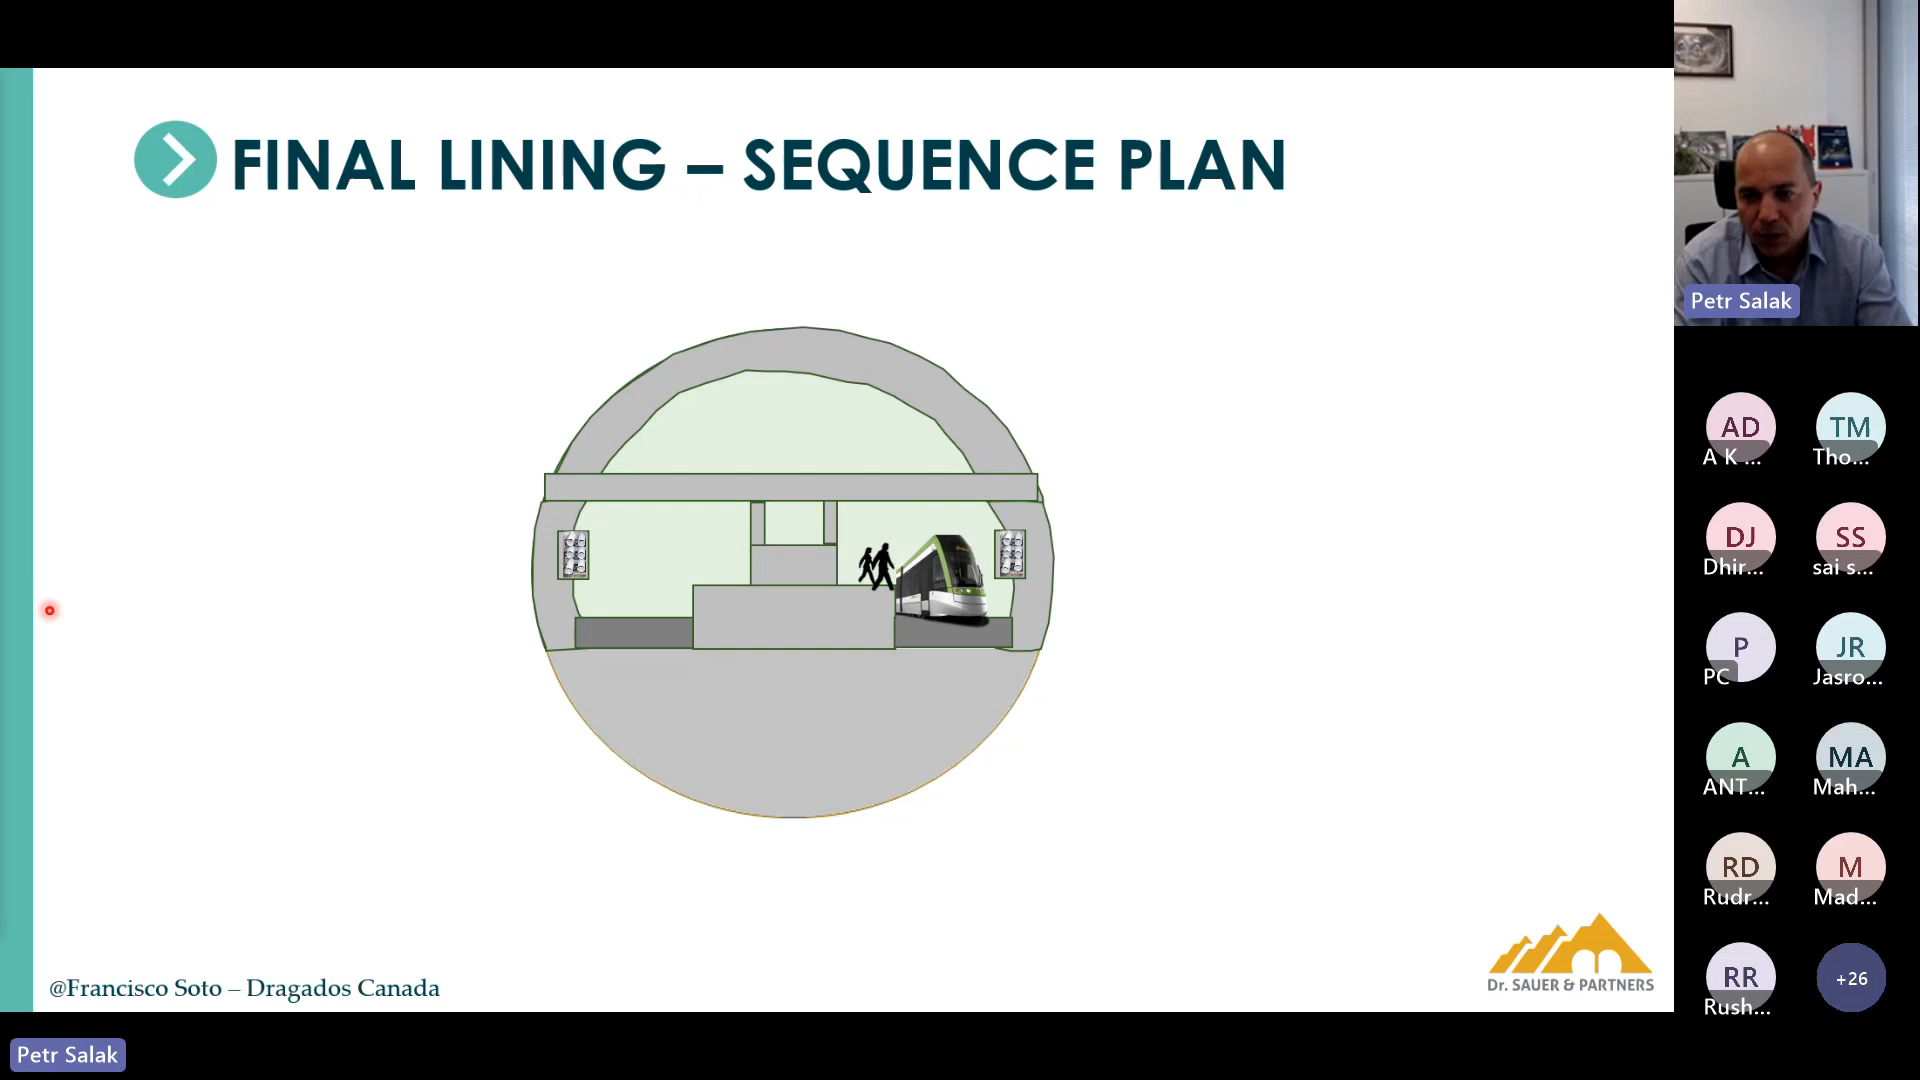 FINAL LINING – SEQUENCE PLAN
@Francisco Soto – Dragados Canada
Dr. SAUER & PARTNERS
Petr Salak
Petr Salak
AD
A K ...
TM
Tho...
DJ
Dhir...
SS
sai s...
P
PC
JR
Jasro...
A
ANT...
MA
Mah...
RD
Rudr...
M
Mad...
RR
Rush...
+26